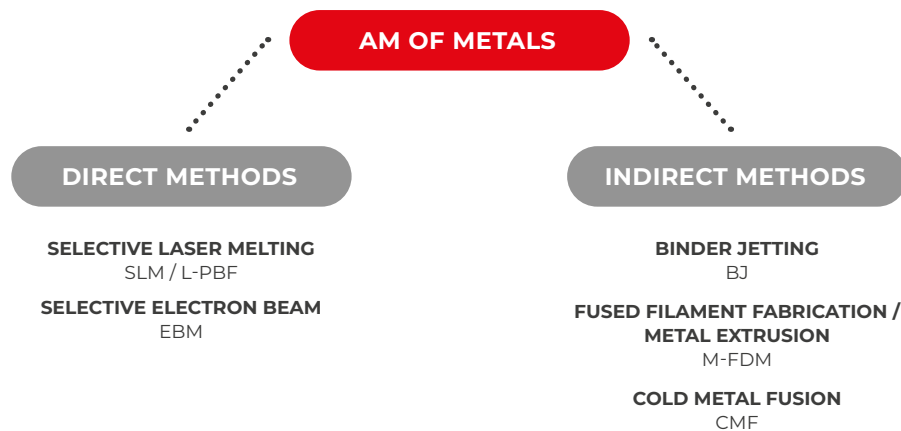 AM OF METALS
DIRECT METHODS
SELECTIVE LASER MELTING
SLM / L-PBF
SELECTIVE ELECTRON BEAM
EBM
INDIRECT METHODS
BINDER JETTING
BJ
FUSED FILAMENT FABRICATION /
METAL EXTRUSION
M-FDM
COLD METAL FUSION
CMF